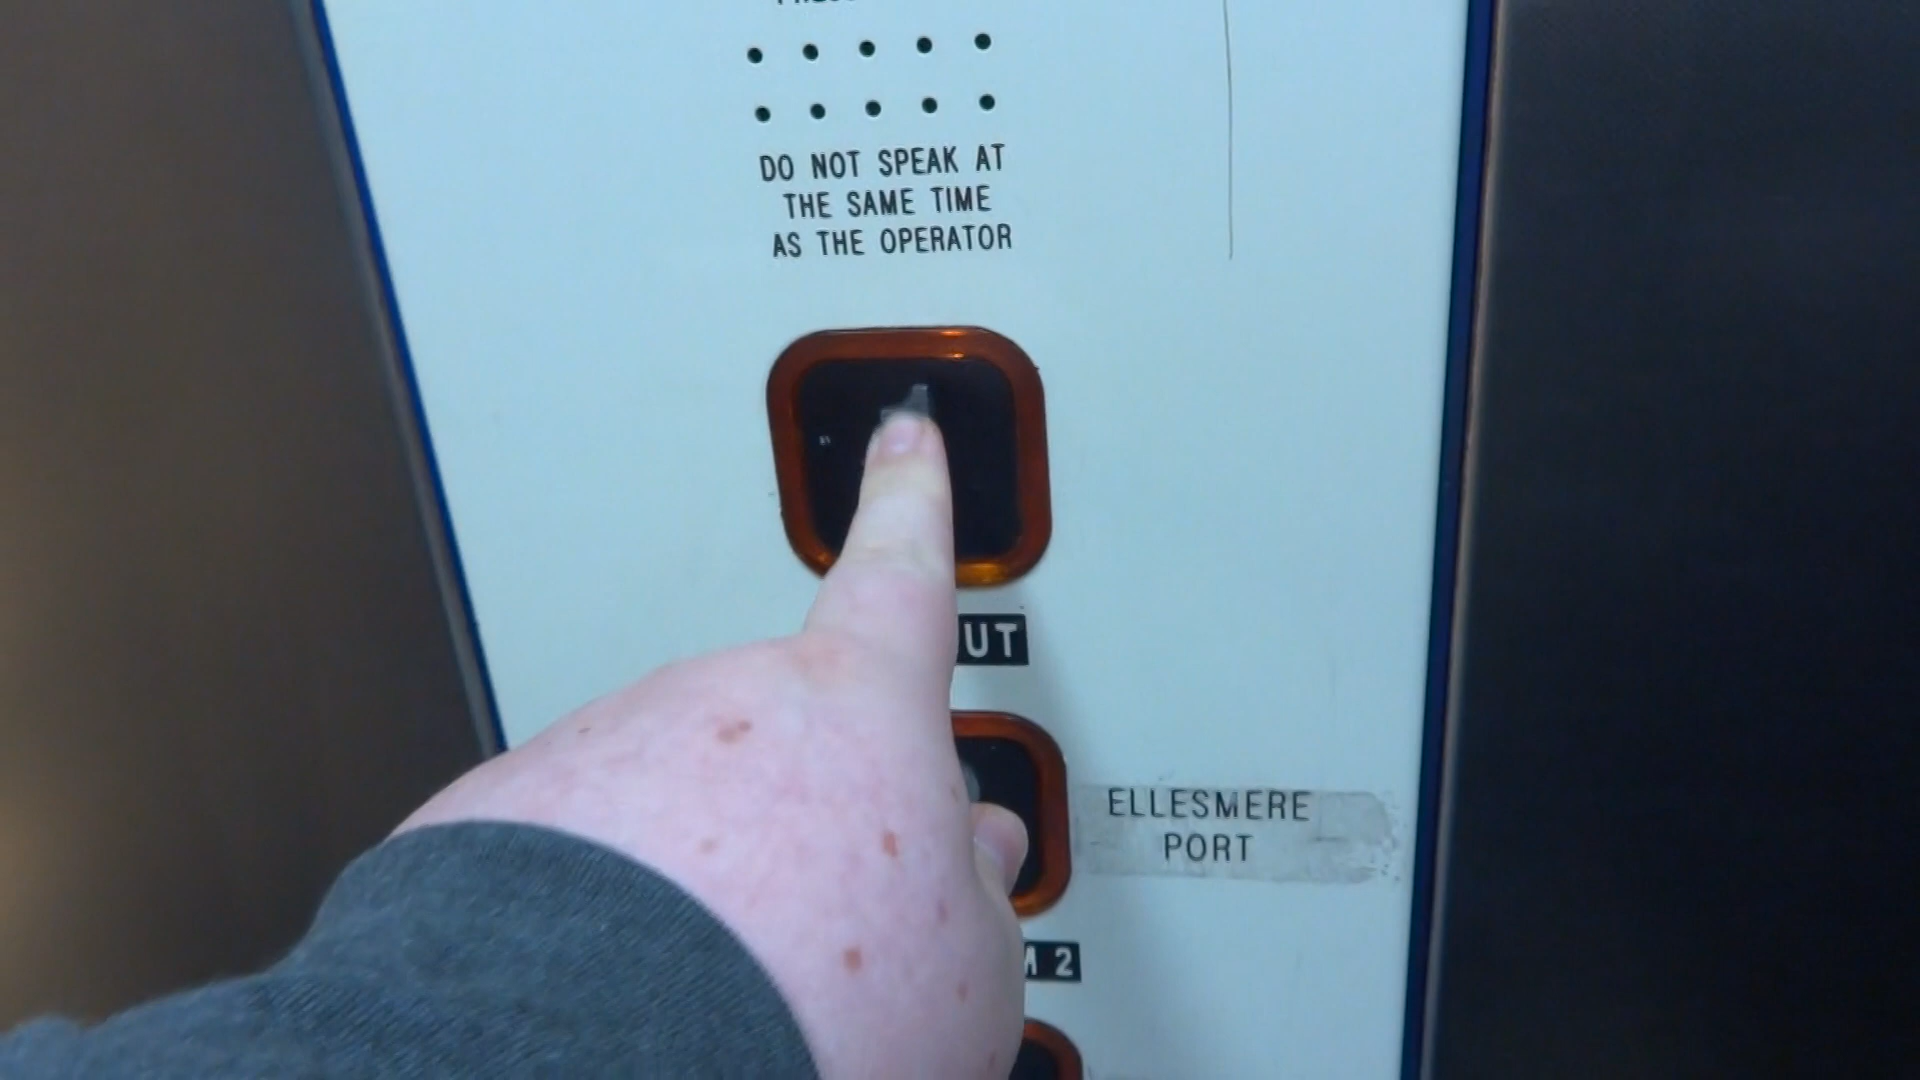 DO NOT SPEAK AT
THE SAME TIME
AS THE OPERATOR
UT
ELLESMERE
PORT
2